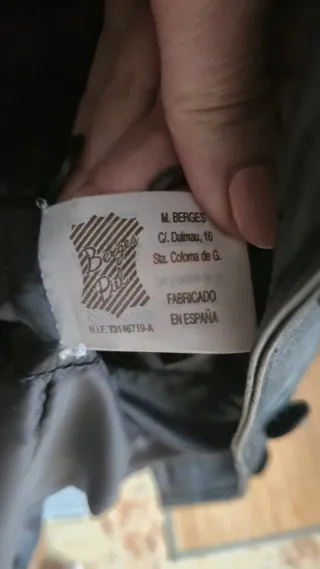 Berges
Piel
N.I.F. 73146719-A
M. BERGES
C/. Dalmau, 16
Sta. Coloma de G.
FABRICADO
EN ESPAÑA